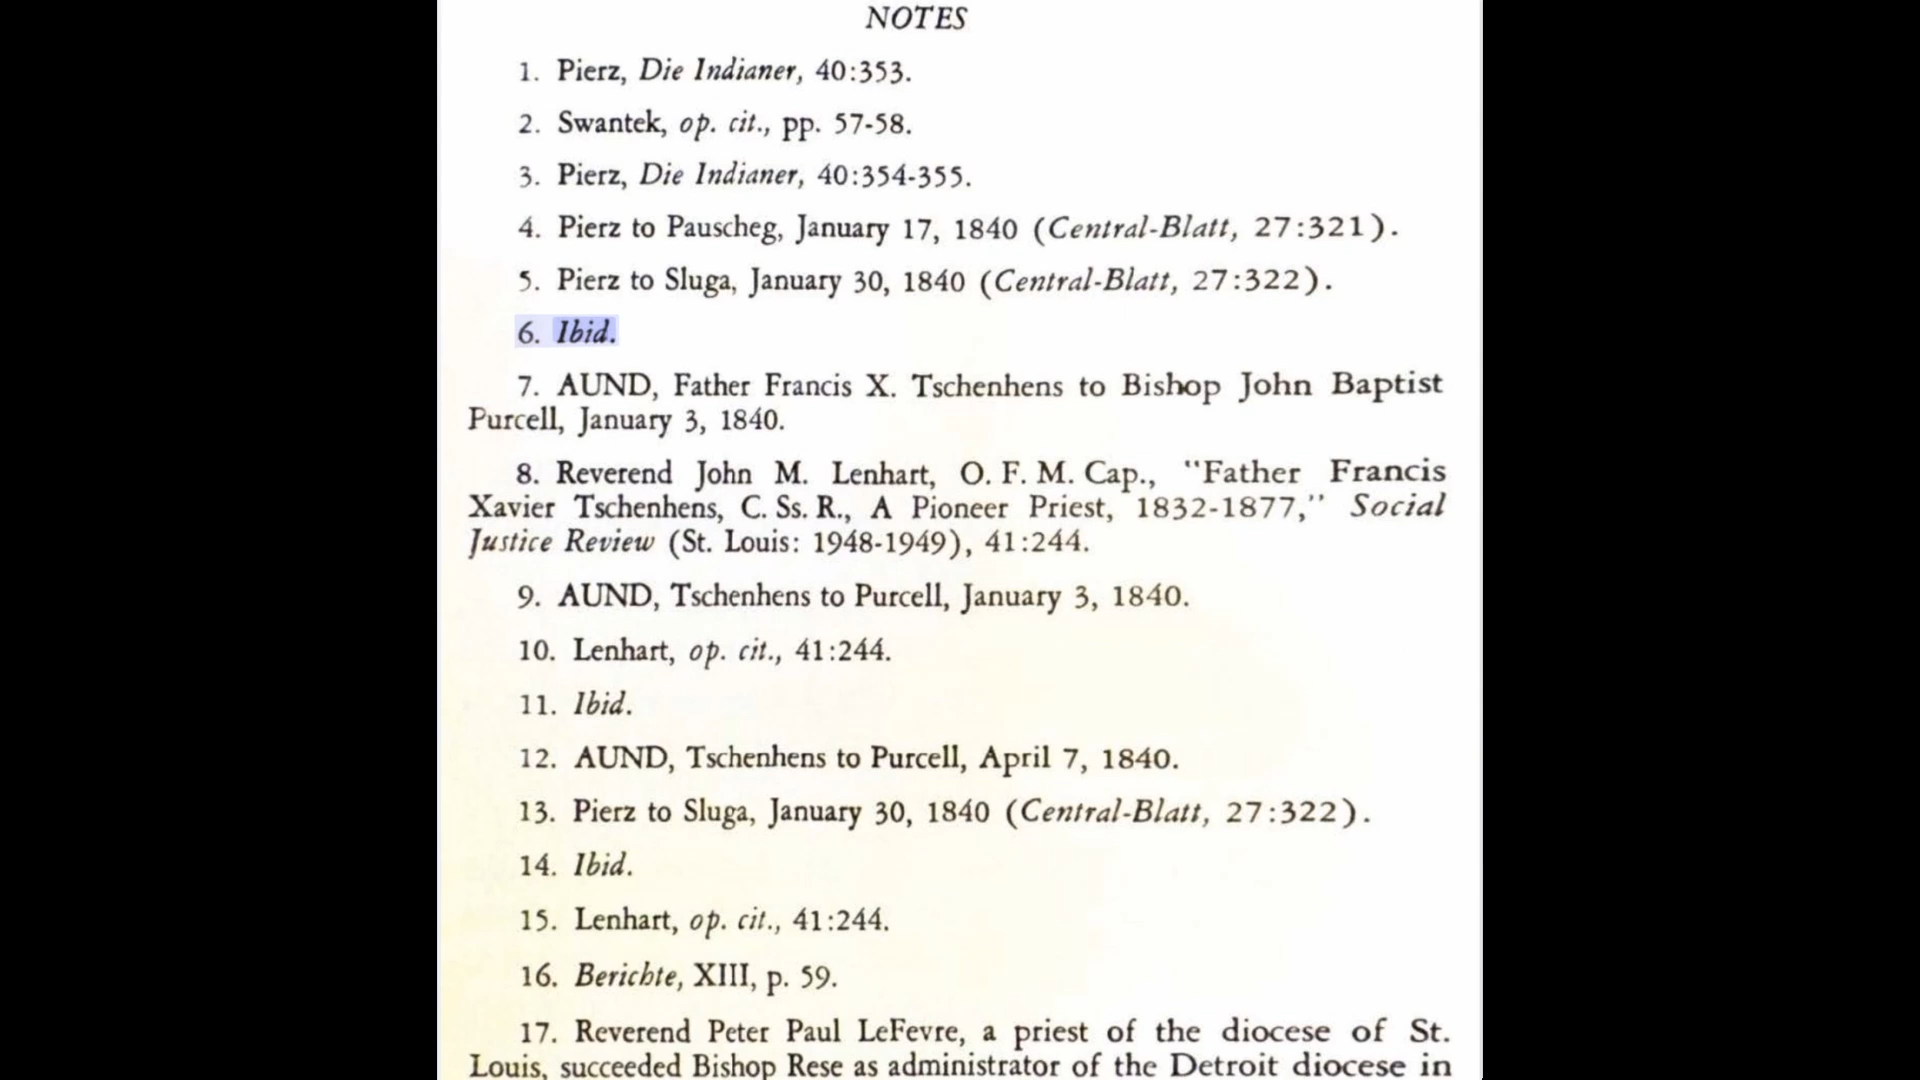 NOTES
1. Pierz, Die Indianer, 40:353.
2. Swantek, op. cit., pp. 57-58.
3. Pierz, Die Indianer, 40:354-355.
4. Pierz to Pauscheg, January 17, 1840 (Central-Blatt, 27:321).
5. Pierz to Sluga, January 30, 1840 (Central-Blatt, 27:322).
6. Ibid.
7. AUND, Father Francis X. Tschenhens to Bishop John Baptist
Purcell, January 3, 1840.
8. Reverend John M. Lenhart, O. F. M. Cap., "Father Francis
Xavier Tschenhens, C. Ss. R., A Pioneer Priest, 1832-1877," Social
Justice Review (St. Louis: 1948-1949), 41:244.
9. AUND, Tschenhens to Purcell, January 3, 1840.
10. Lenhart, op. cit., 41:244.
11. Ibid.
12. AUND, Tschenhens to Purcell, April 7, 1840.
13. Pierz to Sluga, January 30, 1840 (Central-Blatt, 27:322).
14. Ibid.
15. Lenhart, op. cit., 41:244.
16. Berichte, XIII, p. 59.
17. Reverend Peter Paul LeFevre, a priest of the diocese of St.
Louis, succeeded Bishop Rese as administrator of the Detroit diocese in